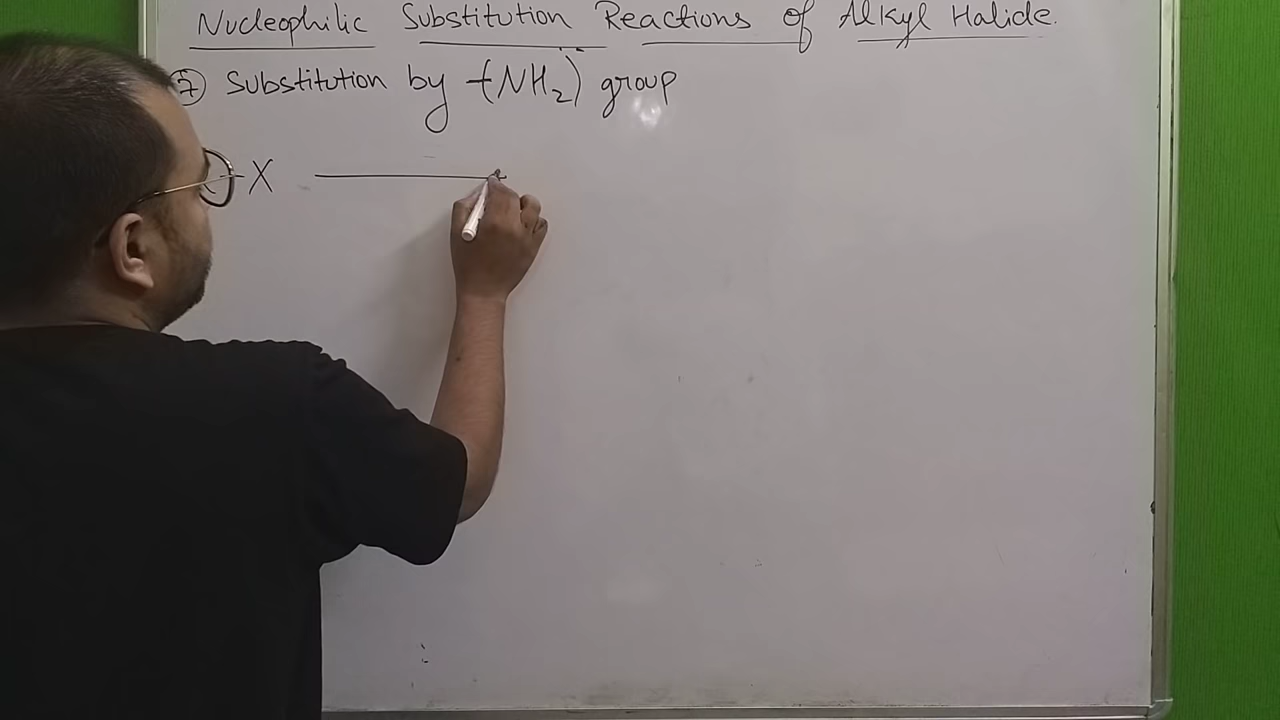 Nucleophilic Substitution Reactions of Alkyl Halide.
⑦ Substitution by -(NH₂) group
-X